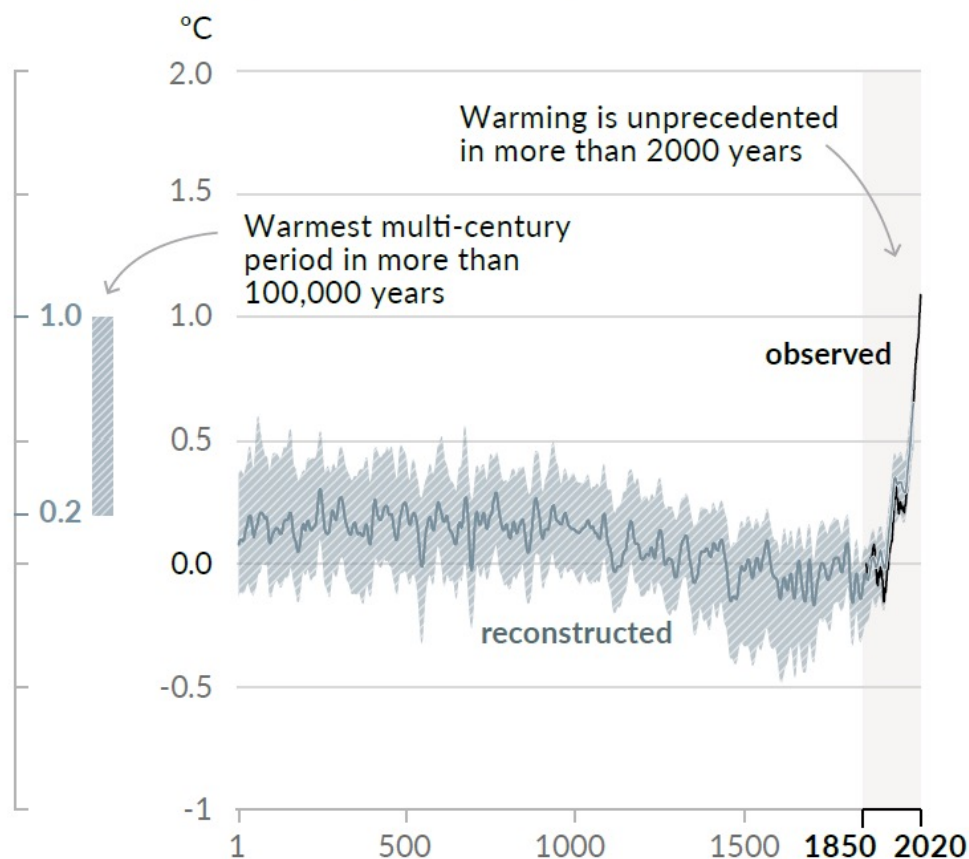 °C
2.0
Warming is unprecedented
in more than 2000 years
1.5
Warmest multi-century
period in more than
100,000 years
1.0
1.0
observed
0.5
0.2
0.0
reconstructed
-0.5
-1
1
500
1000
1500
1850
2020